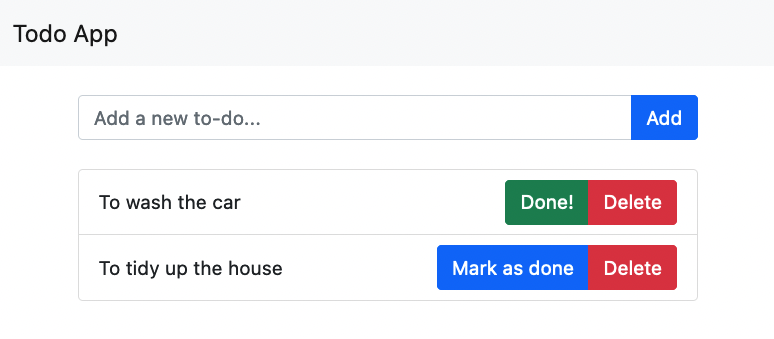 Todo App
Add a new to-do... Add
To wash the car Done! Delete
To tidy up the house Mark as done Delete